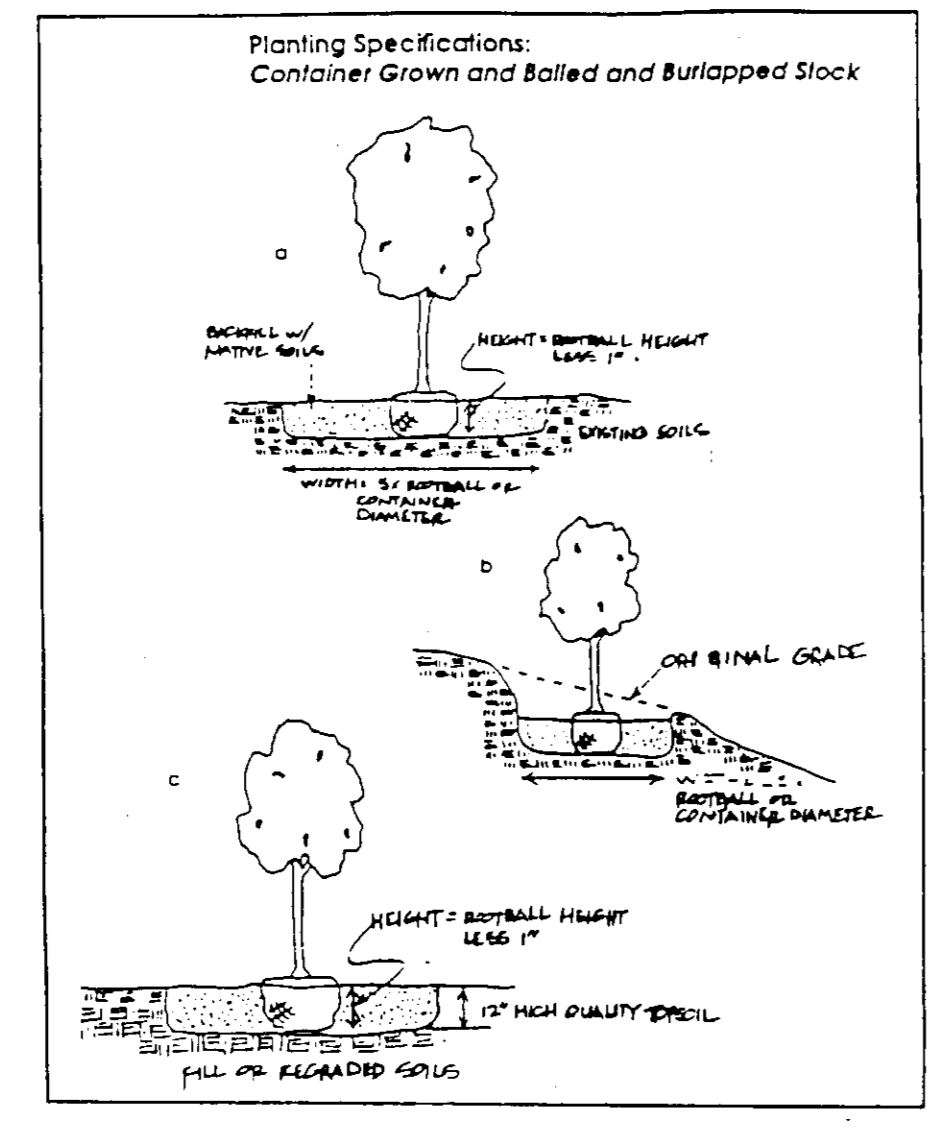 Planting Specifications:
Container Grown and Balled and Burlapped Stock
a
BACKFILL W/
NATIVE SOILS
HEIGHT = ROOTBALL HEIGHT
LESS 1".
EXISTING SOILS
WIDTH: 5x ROOTBALL OR
CONTAINER
DIAMETER
b
ORIGINAL GRADE
ROOTBALL OR
CONTAINER DIAMETER
c
HEIGHT = ROOTBALL HEIGHT
LESS 1"
12" HIGH QUALITY TOPSOIL
FILL OR REGRADED SOILS